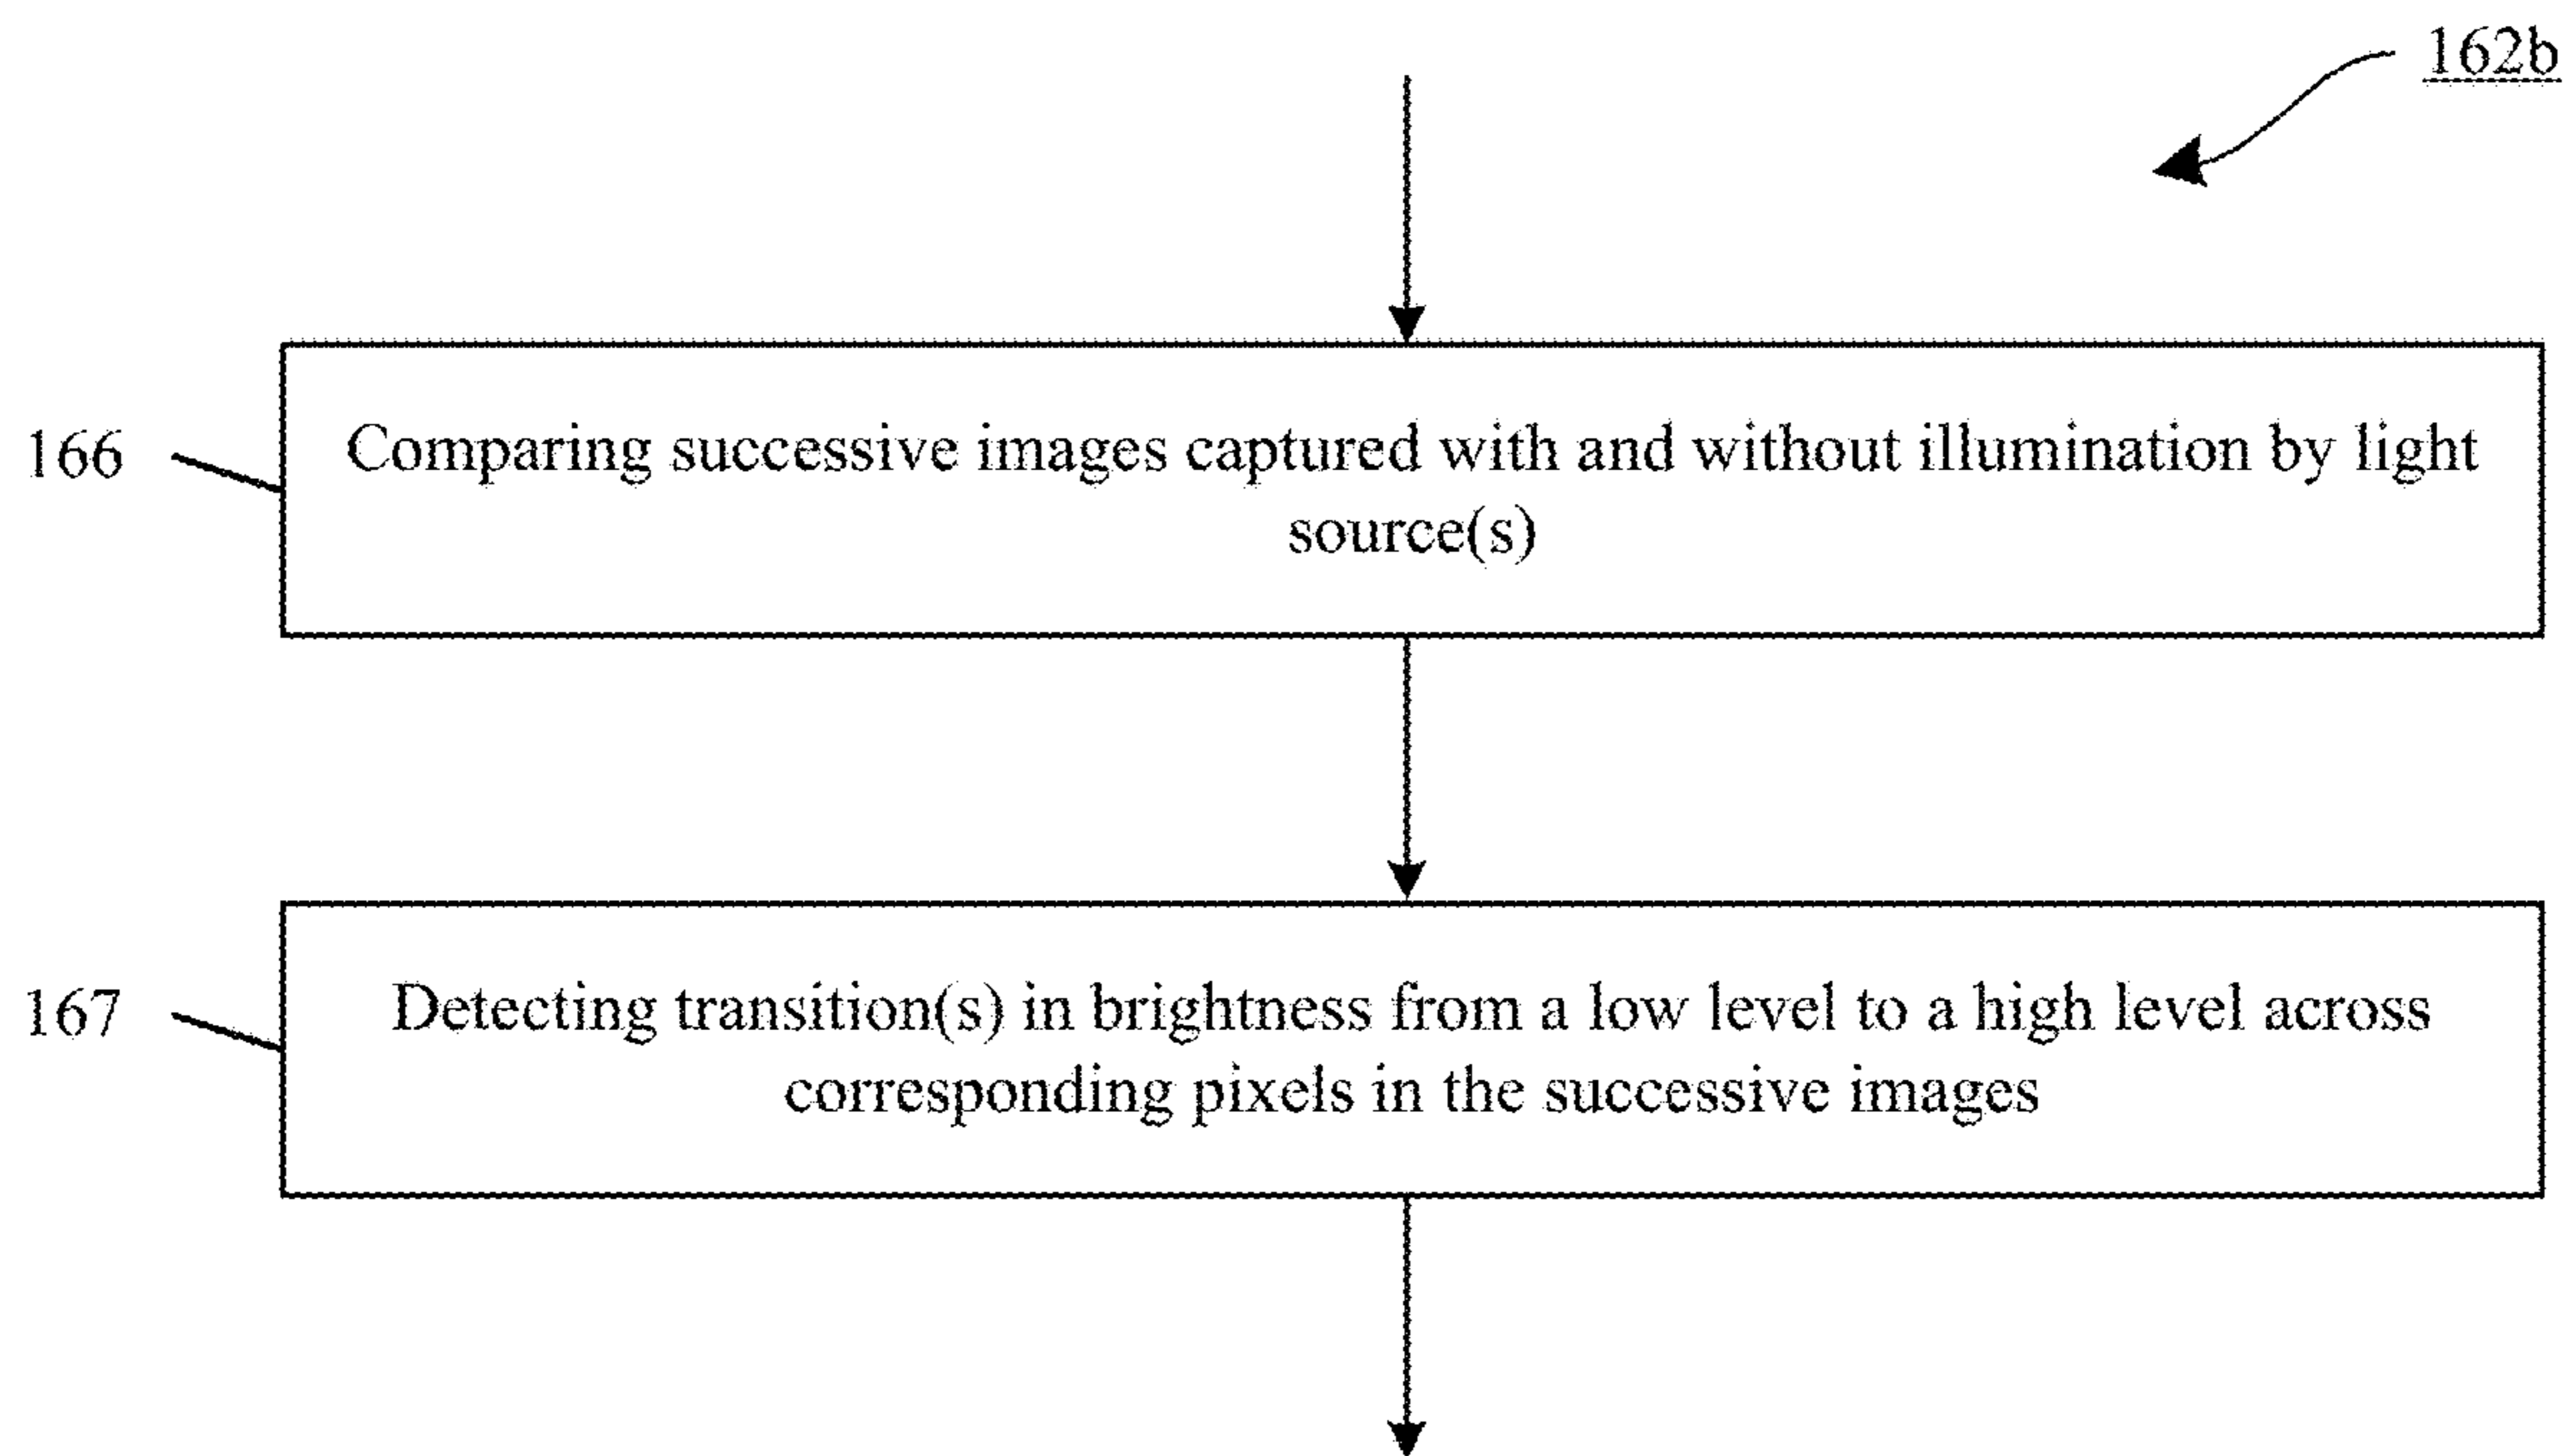 162b
166
Comparing successive images captured with and without illumination by light
source(s)
167
Detecting transition(s) in brightness from a low level to a high level across
corresponding pixels in the successive images